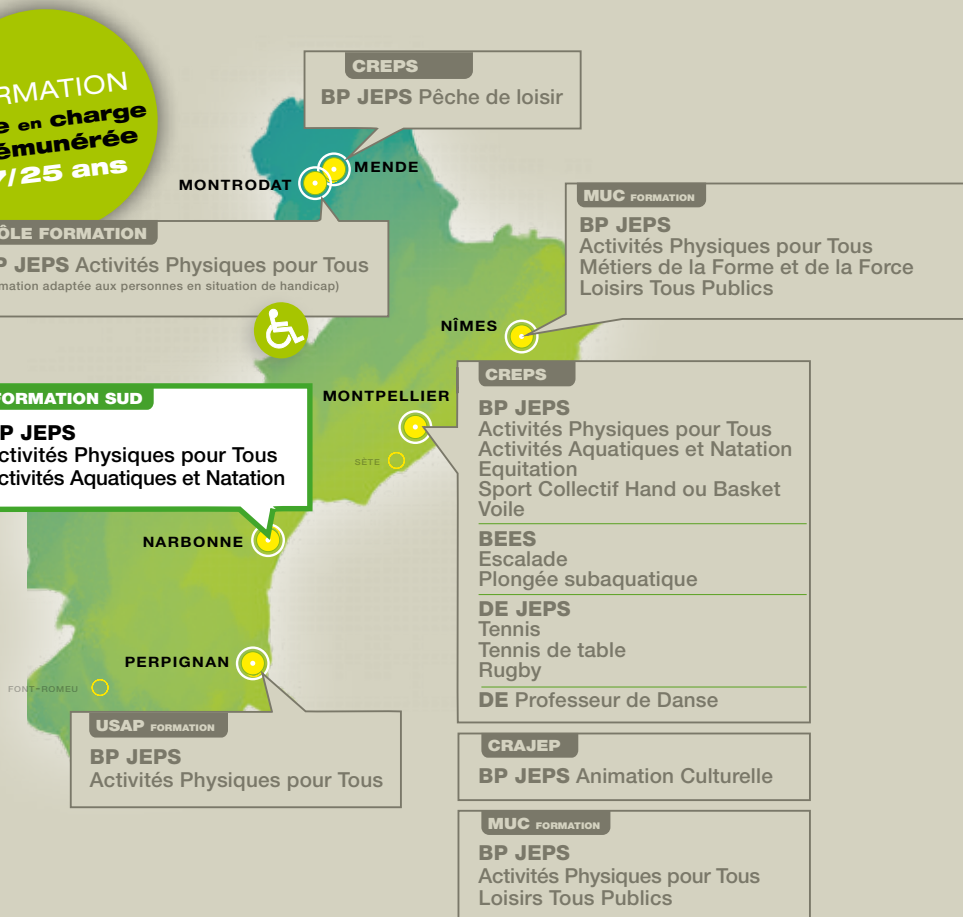 RMATION
e en charge
émunérée
7/25 ans
CREPS
BP JEPS Pêche de loisir
MENDE
MONTRODAT
ÔLE FORMATION
P JEPS Activités Physiques pour Tous
mation adaptée aux personnes en situation de handicap)
MUC FORMATION
BP JEPS
Activités Physiques pour Tous
Métiers de la Forme et de la Force
Loisirs Tous Publics
NÎMES
FORMATION SUD
P JEPS
ctivités Physiques pour Tous
ctivités Aquatiques et Natation
MONTPELLIER
SÈTE
CREPS
BP JEPS
Activités Physiques pour Tous
Activités Aquatiques et Natation
Equitation
Sport Collectif Hand ou Basket
Voile
BEES
Escalade
Plongée subaquatique
DE JEPS
Tennis
Tennis de table
Rugby
DE Professeur de Danse
NARBONNE
PERPIGNAN
FONT-ROMEU
USAP FORMATION
BP JEPS
Activités Physiques pour Tous
CRAJEP
BP JEPS Animation Culturelle
MUC FORMATION
BP JEPS
Activités Physiques pour Tous
Loisirs Tous Publics